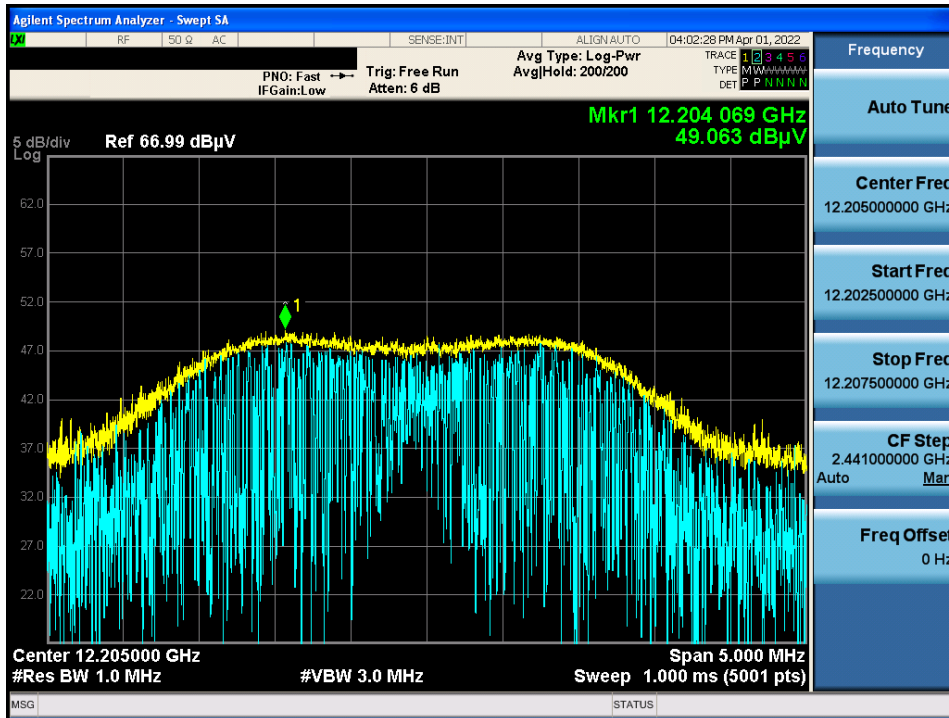 Agilent Spectrum Analyzer - Swept SA
LXI RF 50 Ω AC SENSE:INT ALIGN AUTO 04:02:28 PM Apr 01, 2022
Frequency
PNO: Fast
IFGain:Low
Trig: Free Run
Atten: 6 dB
Avg Type: Log-Pwr
Avg|Hold: 200/200
TRACE 1 2 3 4 5 6
TYPE M W
DET P P N N N N
Auto Tune
Mkr1 12.204 069 GHz
49.063 dBµV
5 dB/div Ref 66.99 dBµV
Log
Center Freq
12.205000000 GHz
62.0
57.0
Start Freq
12.202500000 GHz
52.0
1
47.0
Stop Freq
12.207500000 GHz
42.0
37.0
CF Step
2.441000000 GHz
Auto Man
32.0
27.0
Freq Offset
0 Hz
22.0
Center 12.205000 GHz Span 5.000 MHz
#Res BW 1.0 MHz #VBW 3.0 MHz Sweep 1.000 ms (5001 pts)
MSG STATUS